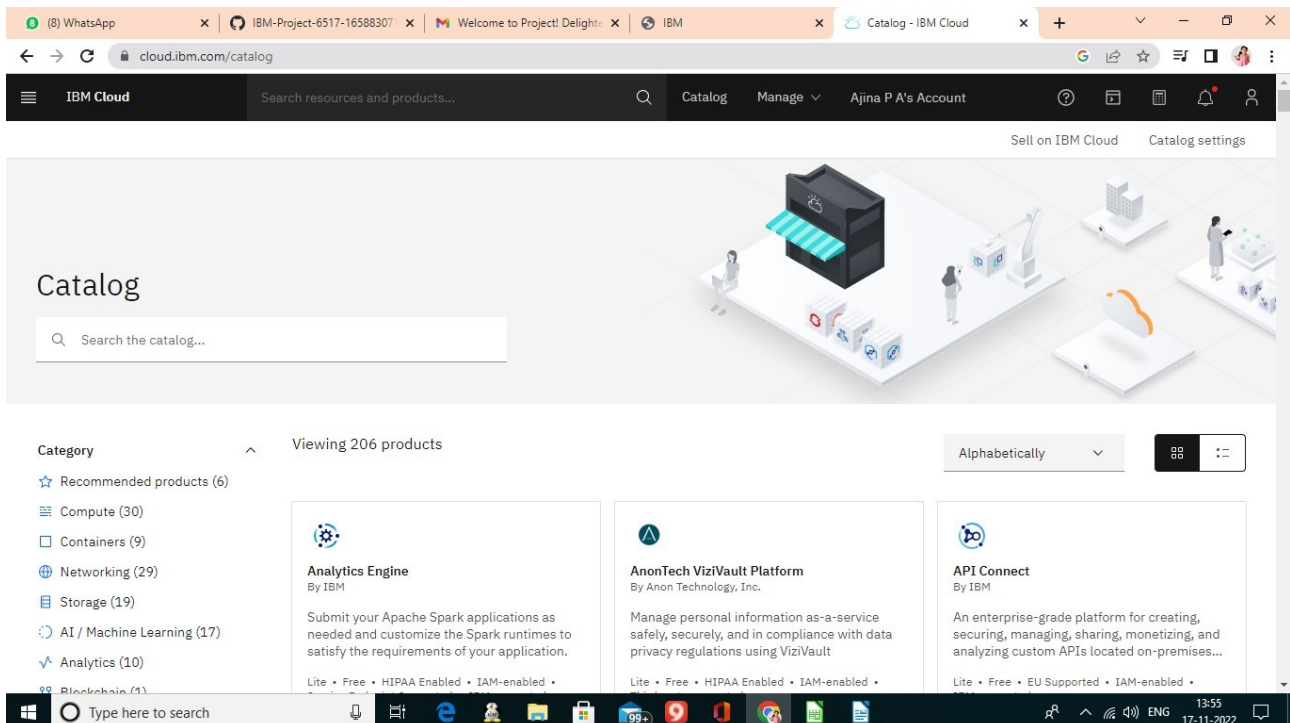 (8) WhatsApp
IBM-Project-6517-165883071
Welcome to Project! Delighte
IBM
Catalog - IBM Cloud
cloud.ibm.com/catalog
IBM Cloud
Search resources and products...
Catalog
Manage
Ajina P A's Account
Sell on IBM Cloud
Catalog settings
Catalog
Search the catalog...
Category
Viewing 206 products
Alphabetically
Recommended products (6)
Compute (30)
Containers (9)
Networking (29)
Storage (19)
AI / Machine Learning (17)
Analytics (10)
Blockchain (1)
Analytics Engine
By IBM
Submit your Apache Spark applications as
needed and customize the Spark runtimes to
satisfy the requirements of your application.
Lite • Free • HIPAA Enabled • IAM-enabled •
AnonTech ViziVault Platform
By Anon Technology, Inc.
Manage personal information as-a-service
safely, securely, and in compliance with data
privacy regulations using ViziVault
Lite • Free • HIPAA Enabled • IAM-enabled •
API Connect
By IBM
An enterprise-grade platform for creating,
securing, managing, sharing, monetizing, and
analyzing custom APIs located on-premises...
Lite • Free • EU Supported • IAM-enabled •
Type here to search
99+
ENG
13:55
17-11-2022